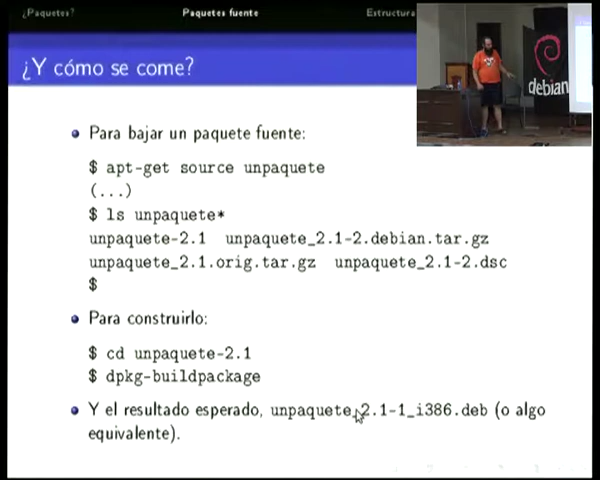 ¿Paquetes?
Paquetes fuente
Estructura
¿Y cómo se come?
debian
Para bajar un paquete fuente:
$ apt-get source unpaquete
(...)
$ ls unpaquete*
unpaquete-2.1 unpaquete_2.1-2.debian.tar.gz
unpaquete_2.1.orig.tar.gz unpaquete_2.1-2.dsc
$
Para construirlo:
$ cd unpaquete-2.1
$ dpkg-buildpackage
Y el resultado esperado, unpaquete_2.1-1_i386.deb (o algo
equivalente).